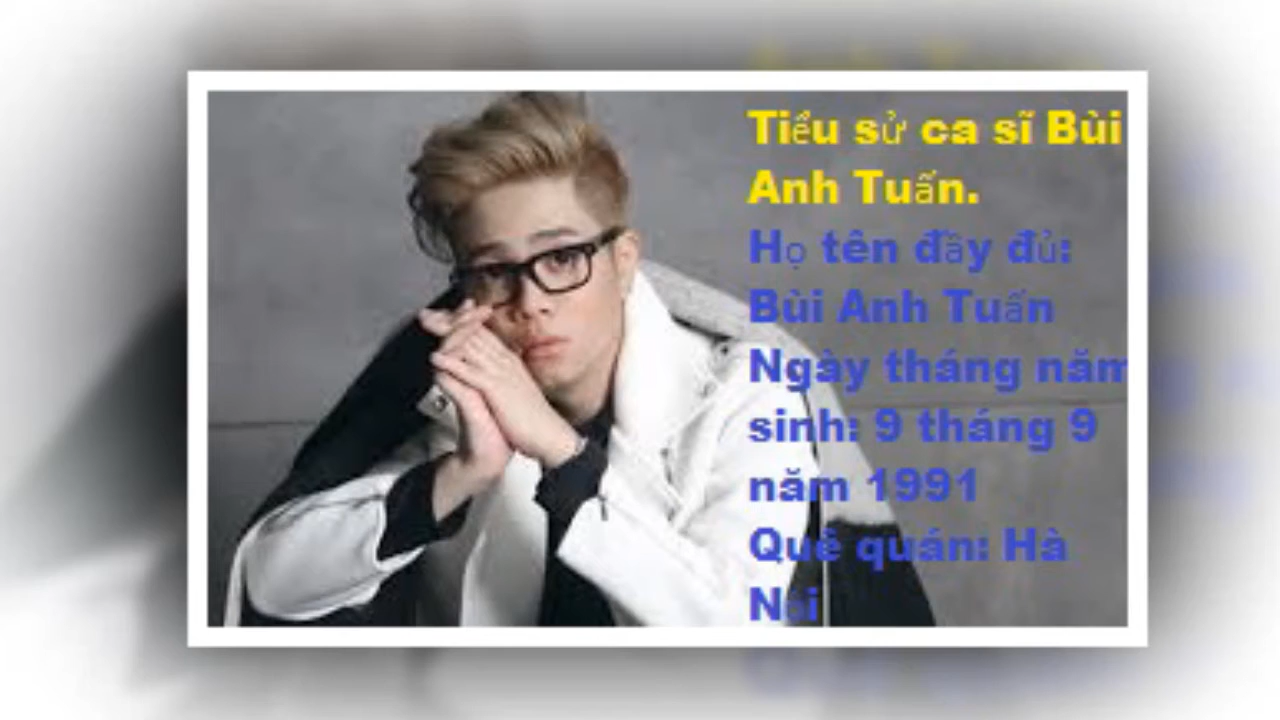 Tiểu sử ca sĩ Bùi
Anh Tuấn.
Họ tên đầy đủ:
Bùi Anh Tuấn
Ngày tháng năm
sinh: 9 tháng 9
năm 1991
Quê quán: Hà
Nội